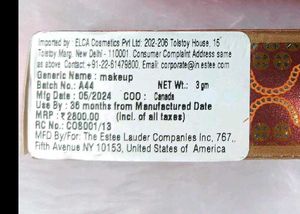 Imported by : ELCA Cosmetics Pvt Ltd. 202-206 Tolstoy House, 15
Tolstoy Marg, New Delhi - 110001 Consumer Complaint Address same
as above. Contact :+91-22-61479800. Email: corporate@in.estee.com
Generic Name : makeup
Batch No. : A44 NET Wt.: 3 gm
Mfg Date : 05/2024 COO : Canada
Use By : 36 months from Manufactured Date
MRP : ₹2800.00 (incl. of all taxes)
RC No.: COS001/13
MFD By/For: The Estee Lauder Companies Inc, 767,,
Fifth Avenue NY 10153, United States of America